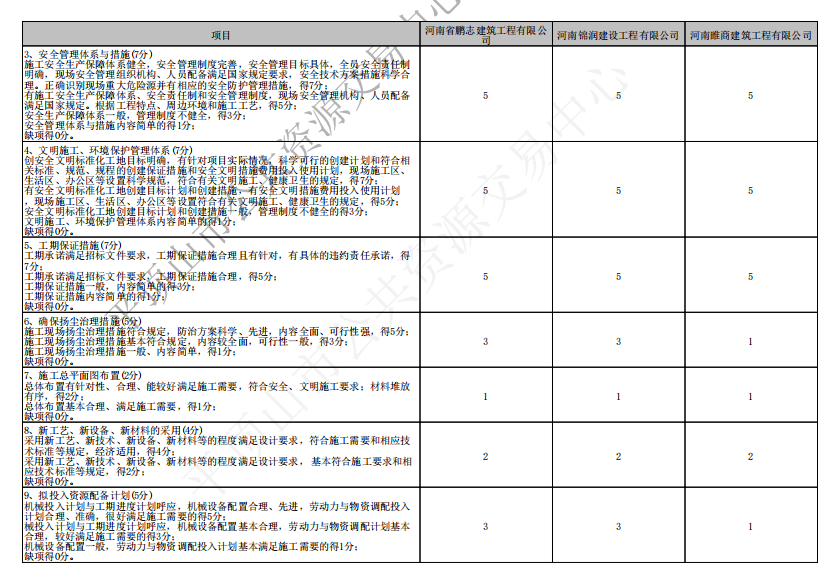 项目
河南省鹏志建筑工程有限公
司
河南锦润建设工程有限公司
河南睢商建筑工程有限公司
3、安全管理体系与措施(7分)
施工安全生产保障体系健全，安全管理制度完善，安全管理目标具体，全员安全责任制
明确，现场安全管理组织机构、人员配备满足国家规定要求，安全技术方案措施科学合
理。正确识别现场重大危险源并有相应的安全防护管理措施，得7分;
有施工安全生产保障体系、安全责任制和安全管理制度，现场安全管理机构、人员配备
满足国家规定。根据工程特点、周边环境和施工工艺，得5分;
安全生产保障体系一般，管理制度不健全，得3分;
安全管理体系与措施内容简单的得1分;
缺项得0分。
5
5
5
4、文明施工、环境保护管理体系(7分)
创安全文明标准化工地目标明确，有针对项目实际情况，科学可行的创建计划和符合相
关标准、规范、规程的创建保证措施和安全文明措施费用投入使用计划，现场施工区、
生活区、办公区等设置科学规范，符合有关文明施工、健康卫生的规定，得7分;
有安全文明标准化工地创建目标计划和创建措施，有安全文明措施费用投入使用计划
，现场施工区、生活区、办公区等设置符合有关文明施工、健康卫生的规定，得5分;
安全文明标准化工地创建目标计划和创建措施一般，管理制度不健全的得3分;
文明施工、环境保护管理体系内容简单的得1分;
缺项得0分。
5
5
5
5、工期保证措施(7分)
工期承诺满足招标文件要求，工期保证措施合理且有针对，有具体的违约责任承诺，得
7分;
工期承诺满足招标文件要求，工期保证措施合理，得5分;
工期保证措施一般，内容简单的得3分;
工期保证措施内容简单的得1分;
缺项得0分。
5
5
5
6、确保扬尘治理措施(5分)
施工现场扬尘治理措施符合规定，防治方案科学、先进，内容全面、可行性强，得5分;
施工现场扬尘治理措施基本符合规定，内容较全面，可行性一般，得3分;
施工现场扬尘治理措施一般、内容简单，得1分;
缺项得0分。
3
3
1
7、施工总平面图布置(2分)
总体布置有针对性、合理、能较好满足施工需要，符合安全、文明施工要求; 材料堆放
有序，得2分;
总体布置基本合理、满足施工需要，得1分;
缺项得0分。
1
1
1
8、新工艺、新设备、新材料的采用(4分)
采用新工艺、新技术、新设备、新材料等的程度满足设计要求，符合施工需要和相应技
术标准等规定，经济适用，得4分;
采用新工艺、新技术、新设备、新材料等的程度满足设计要求， 基本符合施工要求和相
应技术标准等规定，得2分;
缺项得0分。
2
2
2
9、拟投入资源配备计划(5分)
机械投入计划与工期进度计划呼应，机械设备配置合理、先进，劳动力与物资调配投入
计划合理、准确，很好满足施工需要的得5分;
械投入计划与工期进度计划呼应，机械设备配置基本合理，劳动力与物资调配计划基本
合理，较好满足施工需要的得3分;
机械设备配置一般，劳动力与物资调配投入计划基本满足施工需要的得1分;
缺项得0分。
3
3
1
平顶山市公共资源交易中心
平顶山市公共资源交易中心